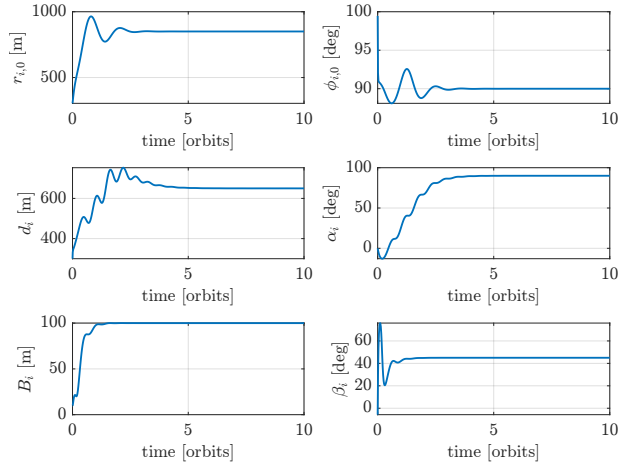 1000
500
r_{i,0} [m]
0
5
10
time [orbits]
100
95
90
ϕ_{i,0} [deg]
0
5
10
time [orbits]
600
400
d_i [m]
0
5
10
time [orbits]
100
50
0
α_i [deg]
0
5
10
time [orbits]
100
50
0
B_i [m]
0
5
10
time [orbits]
60
40
20
0
β_i [deg]
0
5
10
time [orbits]